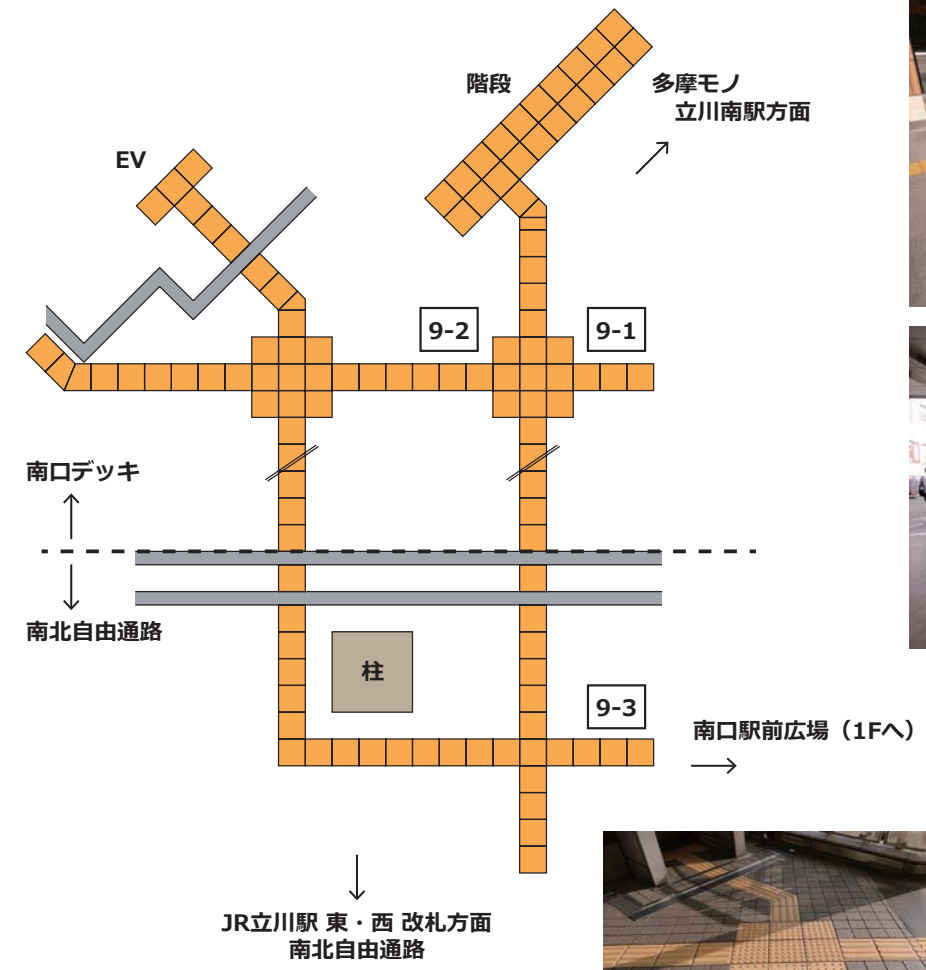 階段
多摩モノ
立川南駅方面
EV
9-2
9-1
南口デッキ
南北自由通路
柱
9-3
南口駅前広場（1Fへ）
JR立川駅 東・西 改札方面
南北自由通路